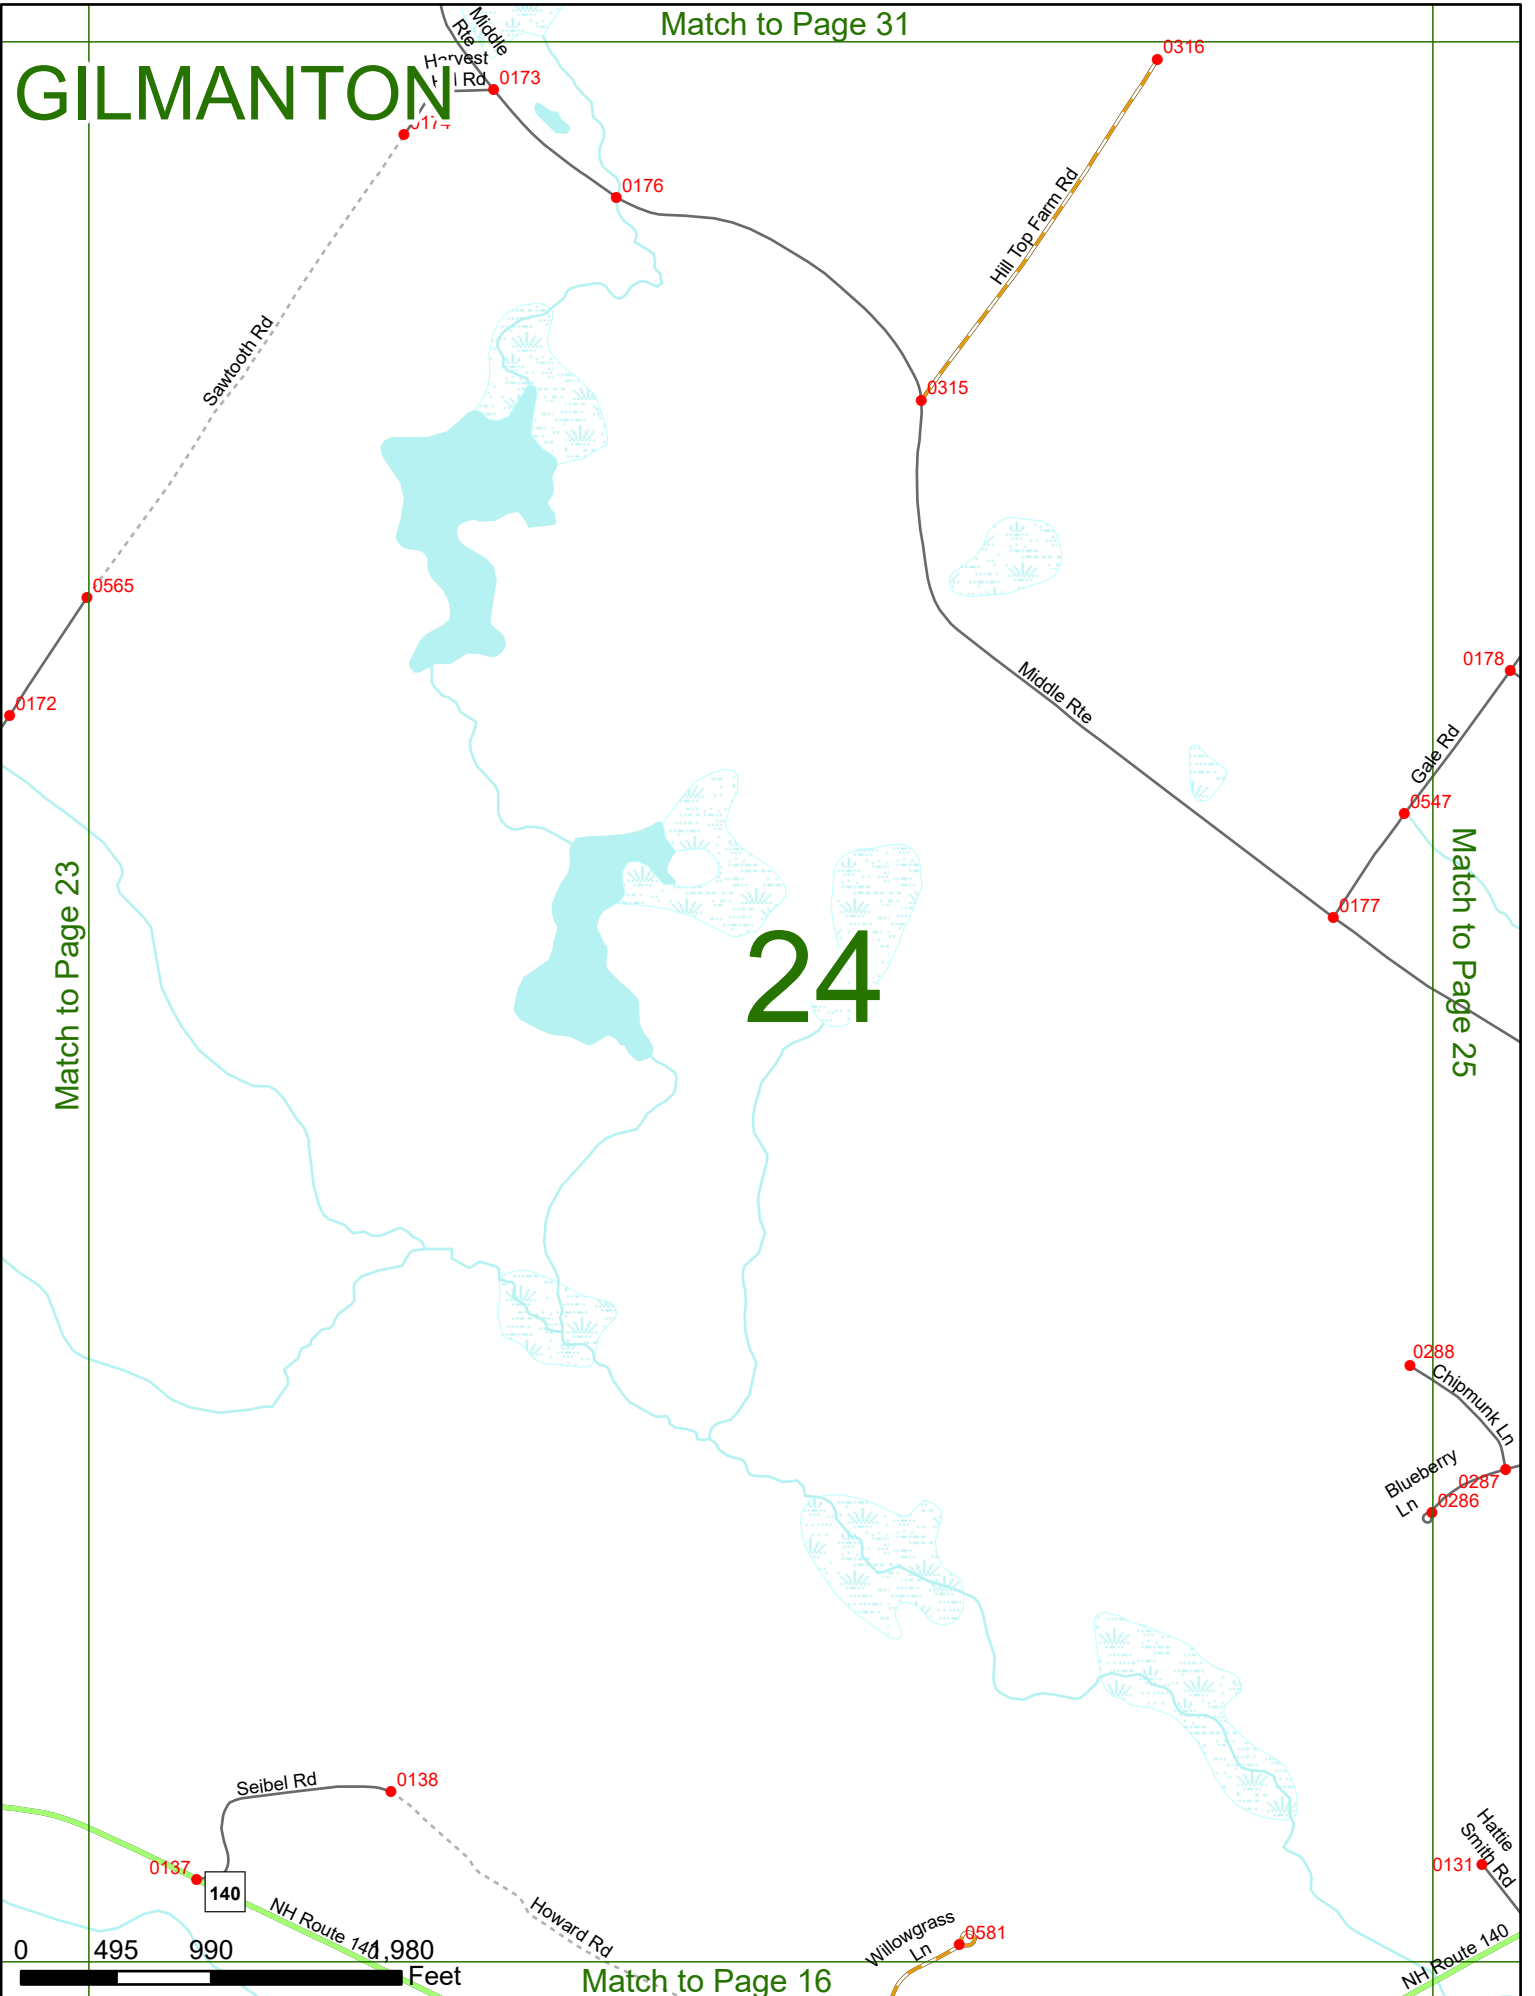 Match to Page 31
GILMANTON
Middle
Rte
Harvest
Rd
0173
0174
0316
0176
Hill Top Farm Rd
Sawtooth Rd
0315
0565
0172
Middle Rte
0178
Gale Rd
0547
0177
Match to Page 23
Match to Page 25
24
0288
Chipmunk Ln
Blueberry
Ln
0287
0286
Seibel Rd
0138
0137
140
NH Route 140
Howard Rd
Willowgrass
Ln
0581
Hattie
Smith Rd
0131
NH Route 140
0 495 990 1,980
Feet
Match to Page 16